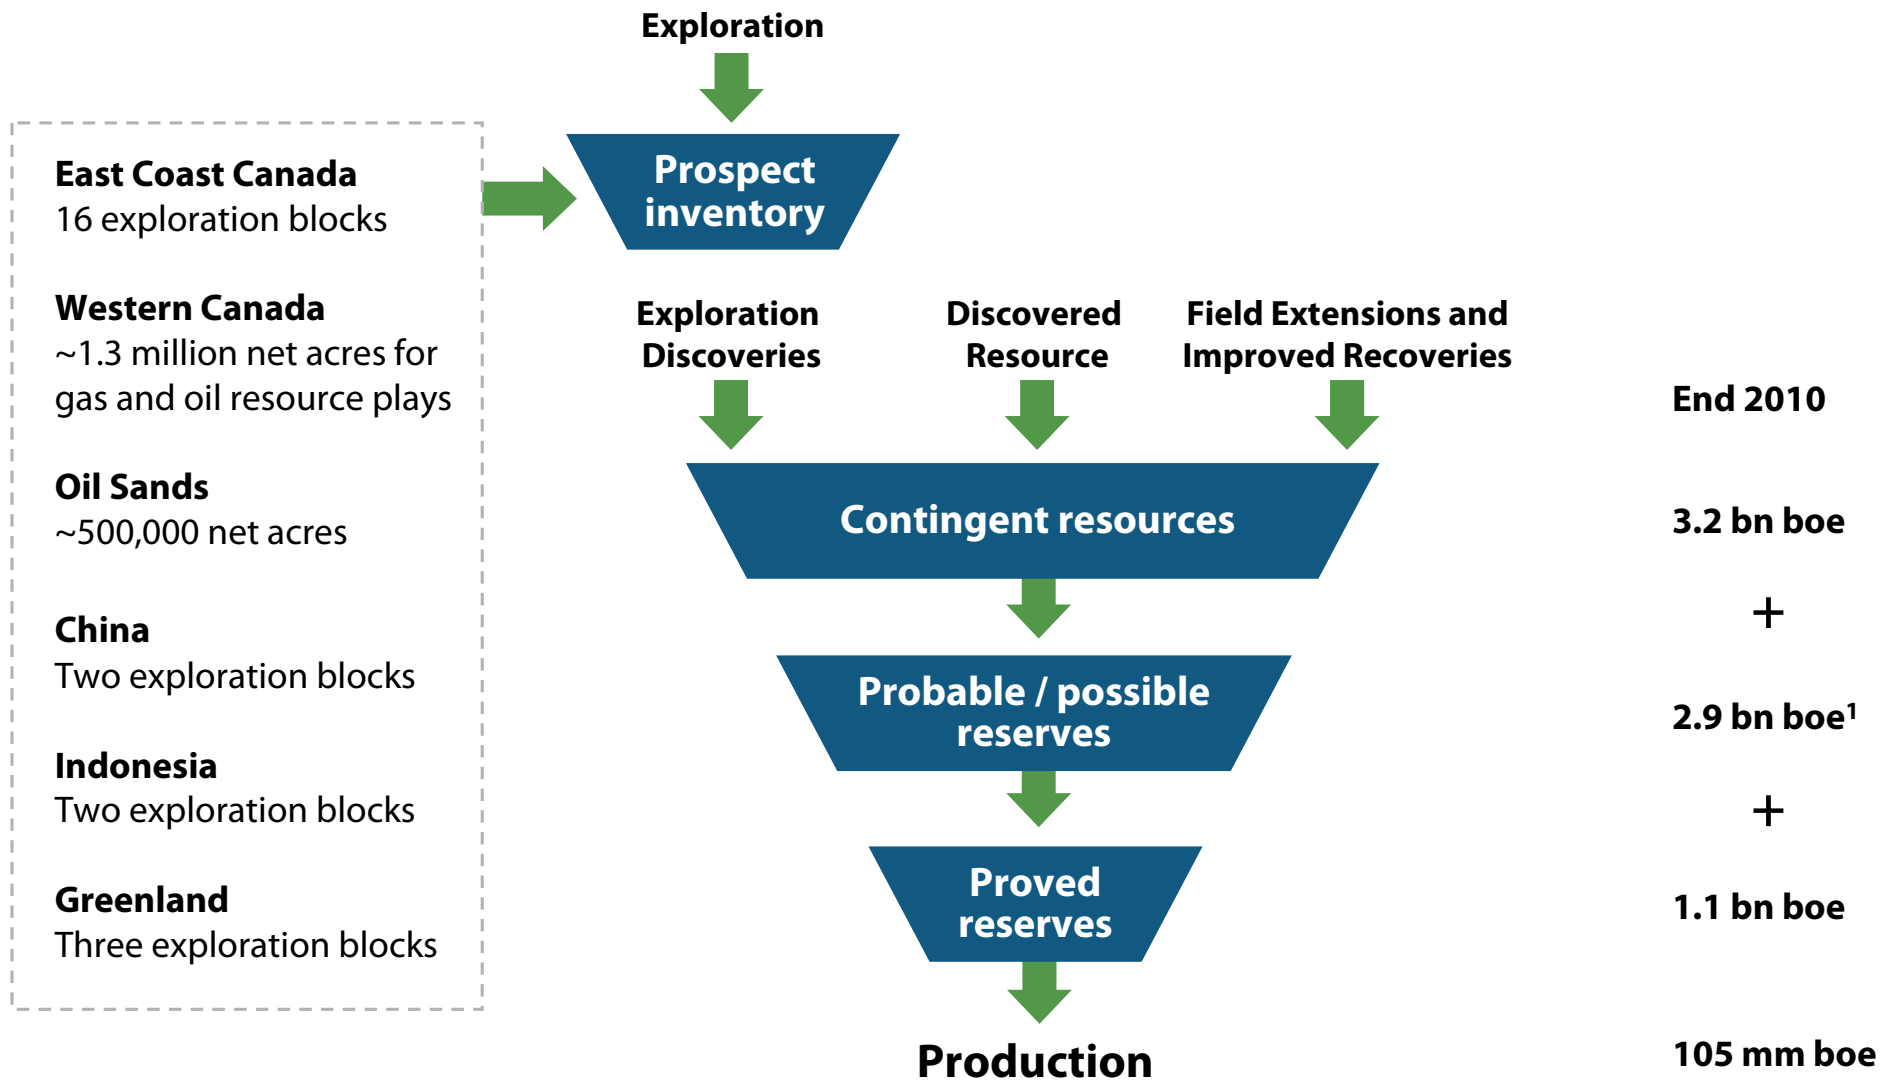 Exploration
East Coast Canada
16 exploration blocks
Western Canada
~1.3 million net acres for
gas and oil resource plays
Oil Sands
~500,000 net acres
China
Two exploration blocks
Indonesia
Two exploration blocks
Greenland
Three exploration blocks
Prospect
inventory
Exploration
Discoveries
Discovered
Resource
Field Extensions and
Improved Recoveries
End 2010
Contingent resources
3.2 bn boe
+
Probable / possible
reserves
2.9 bn boe¹
+
Proved
reserves
1.1 bn boe
Production
105 mm boe